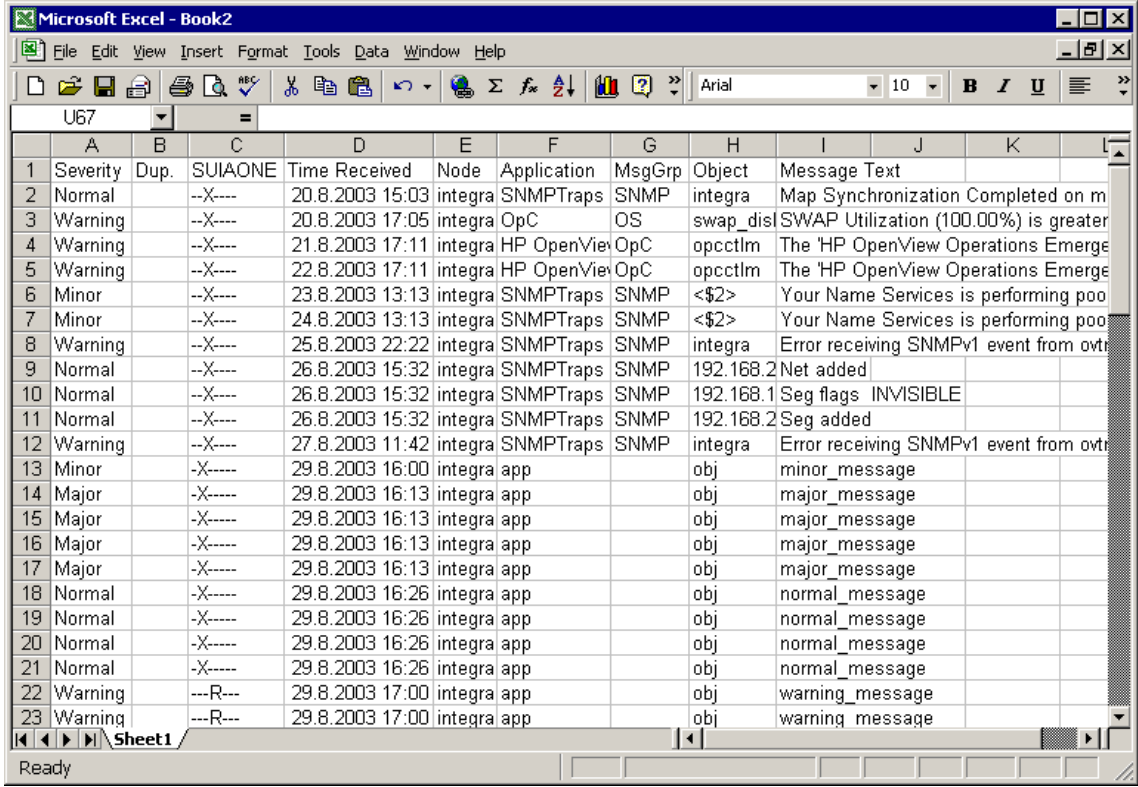 Microsoft Excel - Book2
File Edit View Insert Format Tools Data Window Help
ABC Σ fx A Z ? » Arial 10 B I U »
U67 =
A B C D E F G H I J K L
1 Severity Dup. SUIAONE Time Received Node Application MsgGrp Object Message Text
2 Normal --X---- 20.8.2003 15:03 integra SNMPTraps SNMP integra Map Synchronization Completed on m
3 Warning --X---- 20.8.2003 17:05 integra OpC OS swap_disl SWAP Utilization (100.00%) is greater
4 Warning --X---- 21.8.2003 17:11 integra HP OpenVie OpC opcctlm The 'HP OpenView Operations Emerge
5 Warning --X---- 22.8.2003 17:11 integra HP OpenVie OpC opcctlm The 'HP OpenView Operations Emerge
6 Minor --X---- 23.8.2003 13:13 integra SNMPTraps SNMP <$2> Your Name Services is performing poo
7 Minor --X---- 24.8.2003 13:13 integra SNMPTraps SNMP <$2> Your Name Services is performing poo
8 Warning --X---- 25.8.2003 22:22 integra SNMPTraps SNMP integra Error receiving SNMPv1 event from ovtr
9 Normal --X---- 26.8.2003 15:32 integra SNMPTraps SNMP 192.168.2 Net added
10 Normal --X---- 26.8.2003 15:32 integra SNMPTraps SNMP 192.168.1 Seg flags INVISIBLE
11 Normal --X---- 26.8.2003 15:32 integra SNMPTraps SNMP 192.168.2 Seg added
12 Warning --X---- 27.8.2003 11:42 integra SNMPTraps SNMP integra Error receiving SNMPv1 event from ovtr
13 Minor -X----- 29.8.2003 16:00 integra app obj minor_message
14 Major -X----- 29.8.2003 16:13 integra app obj major_message
15 Major -X----- 29.8.2003 16:13 integra app obj major_message
16 Major -X----- 29.8.2003 16:13 integra app obj major_message
17 Major -X----- 29.8.2003 16:13 integra app obj major_message
18 Normal -X----- 29.8.2003 16:26 integra app obj normal_message
19 Normal -X----- 29.8.2003 16:26 integra app obj normal_message
20 Normal -X----- 29.8.2003 16:26 integra app obj normal_message
21 Normal -X----- 29.8.2003 16:26 integra app obj normal_message
22 Warning ---R--- 29.8.2003 17:00 integra app obj warning_message
23 Warning ---R--- 29.8.2003 17:00 integra app obj warning_message
Sheet1
Ready